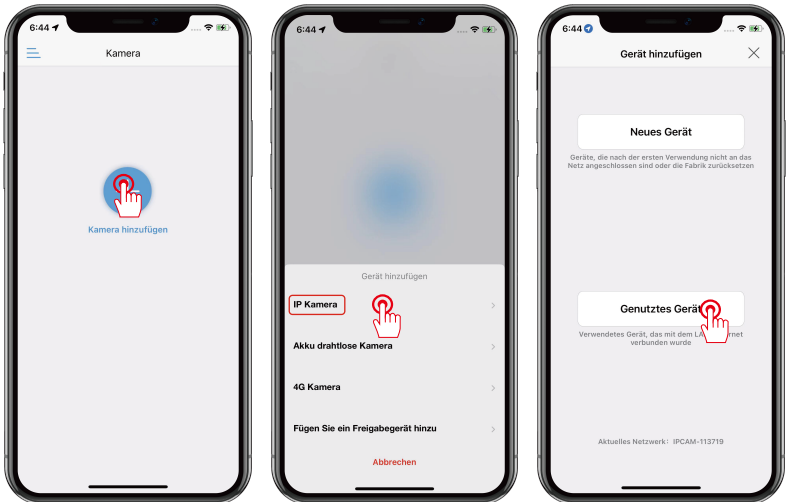 6:44
Kamera
Kamera hinzufügen
6:44
Gerät hinzufügen
IP Kamera
Akku drahtlose Kamera
4G Kamera
Fügen Sie ein Freigabegerät hinzu
Abbrechen
6:44
Gerät hinzufügen
Neues Gerät
Geräte, die nach der ersten Verwendung nicht an das
Netz angeschlossen sind oder die Fabrik zurücksetzen
Genutztes Gerät
Verwendetes Gerät, das mit dem
verbunden wurde
Aktuelles Netzwerk: IPCAM-113719